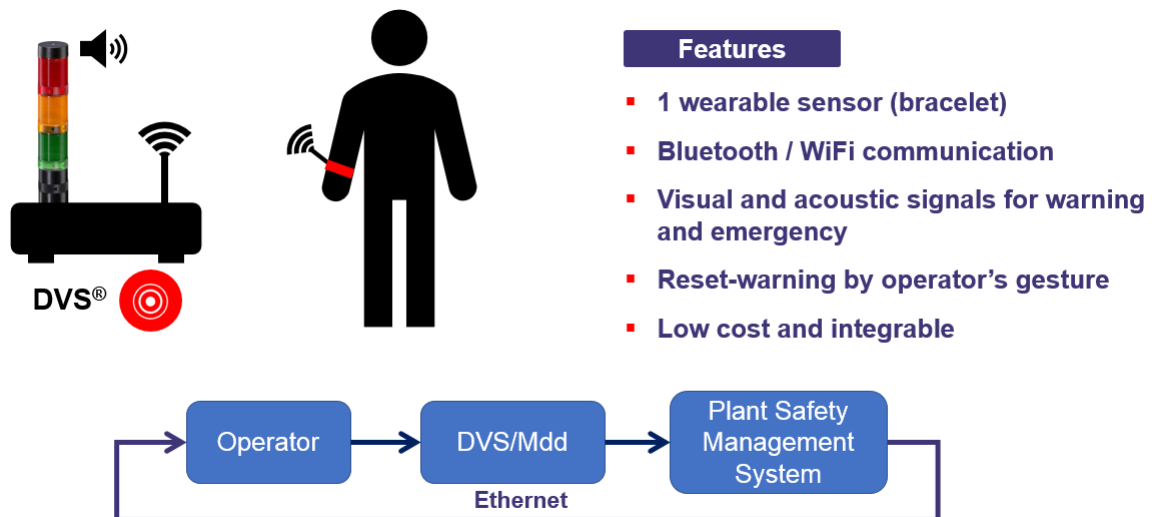 Features
1 wearable sensor (bracelet)
Bluetooth / WiFi communication
Visual and acoustic signals for warning
and emergency
Reset-warning by operator's gesture
Low cost and integrable
DVS®
Operator
DVS/Mdd
Plant Safety
Management
System
Ethernet